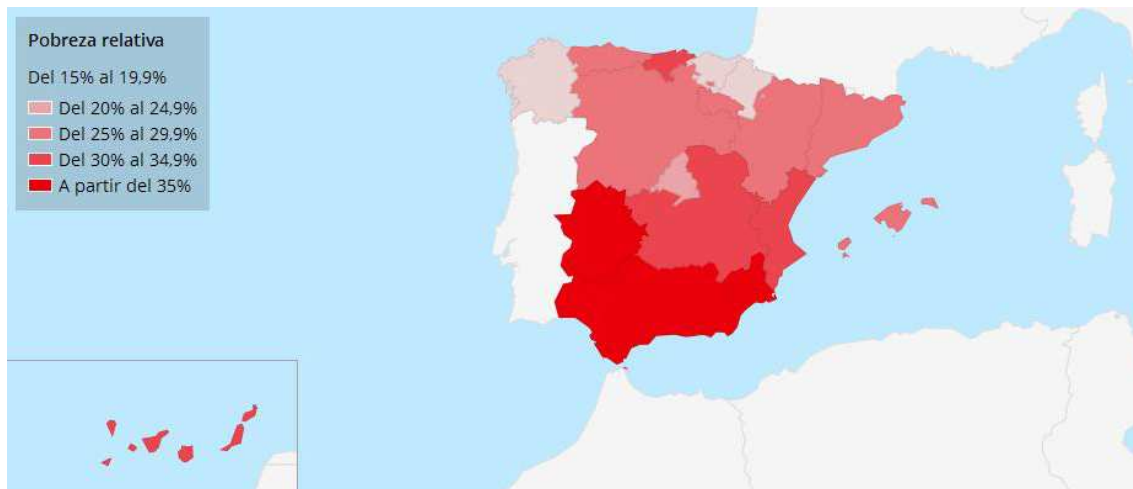 Pobreza relativa
Del 15% al 19,9%
Del 20% al 24,9%
Del 25% al 29,9%
Del 30% al 34,9%
A partir del 35%